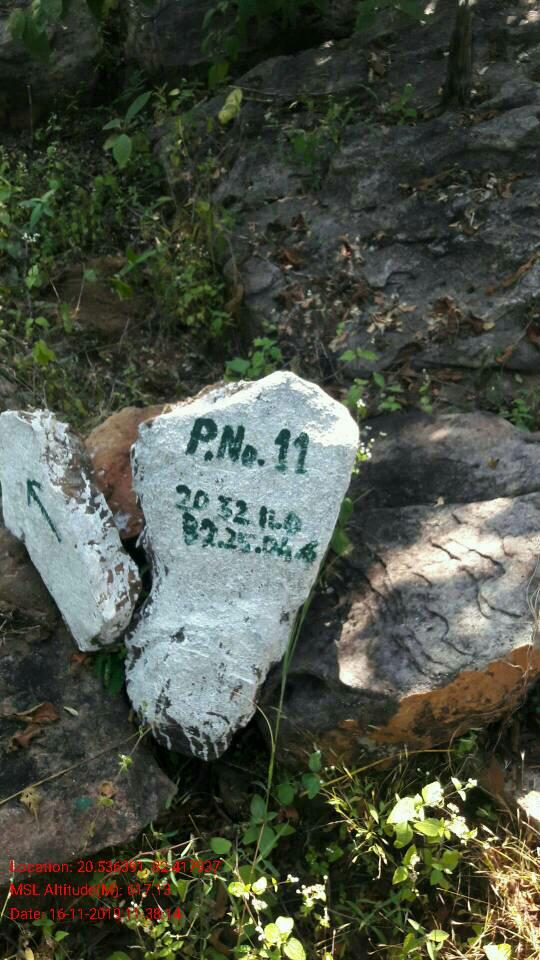 P.No. 11
20 32 11.0
82.25.04.6
Location: 20.536391, 82.417937
MSL Altitude(M): 617.13
Date: 16-11-2019 11:38:14